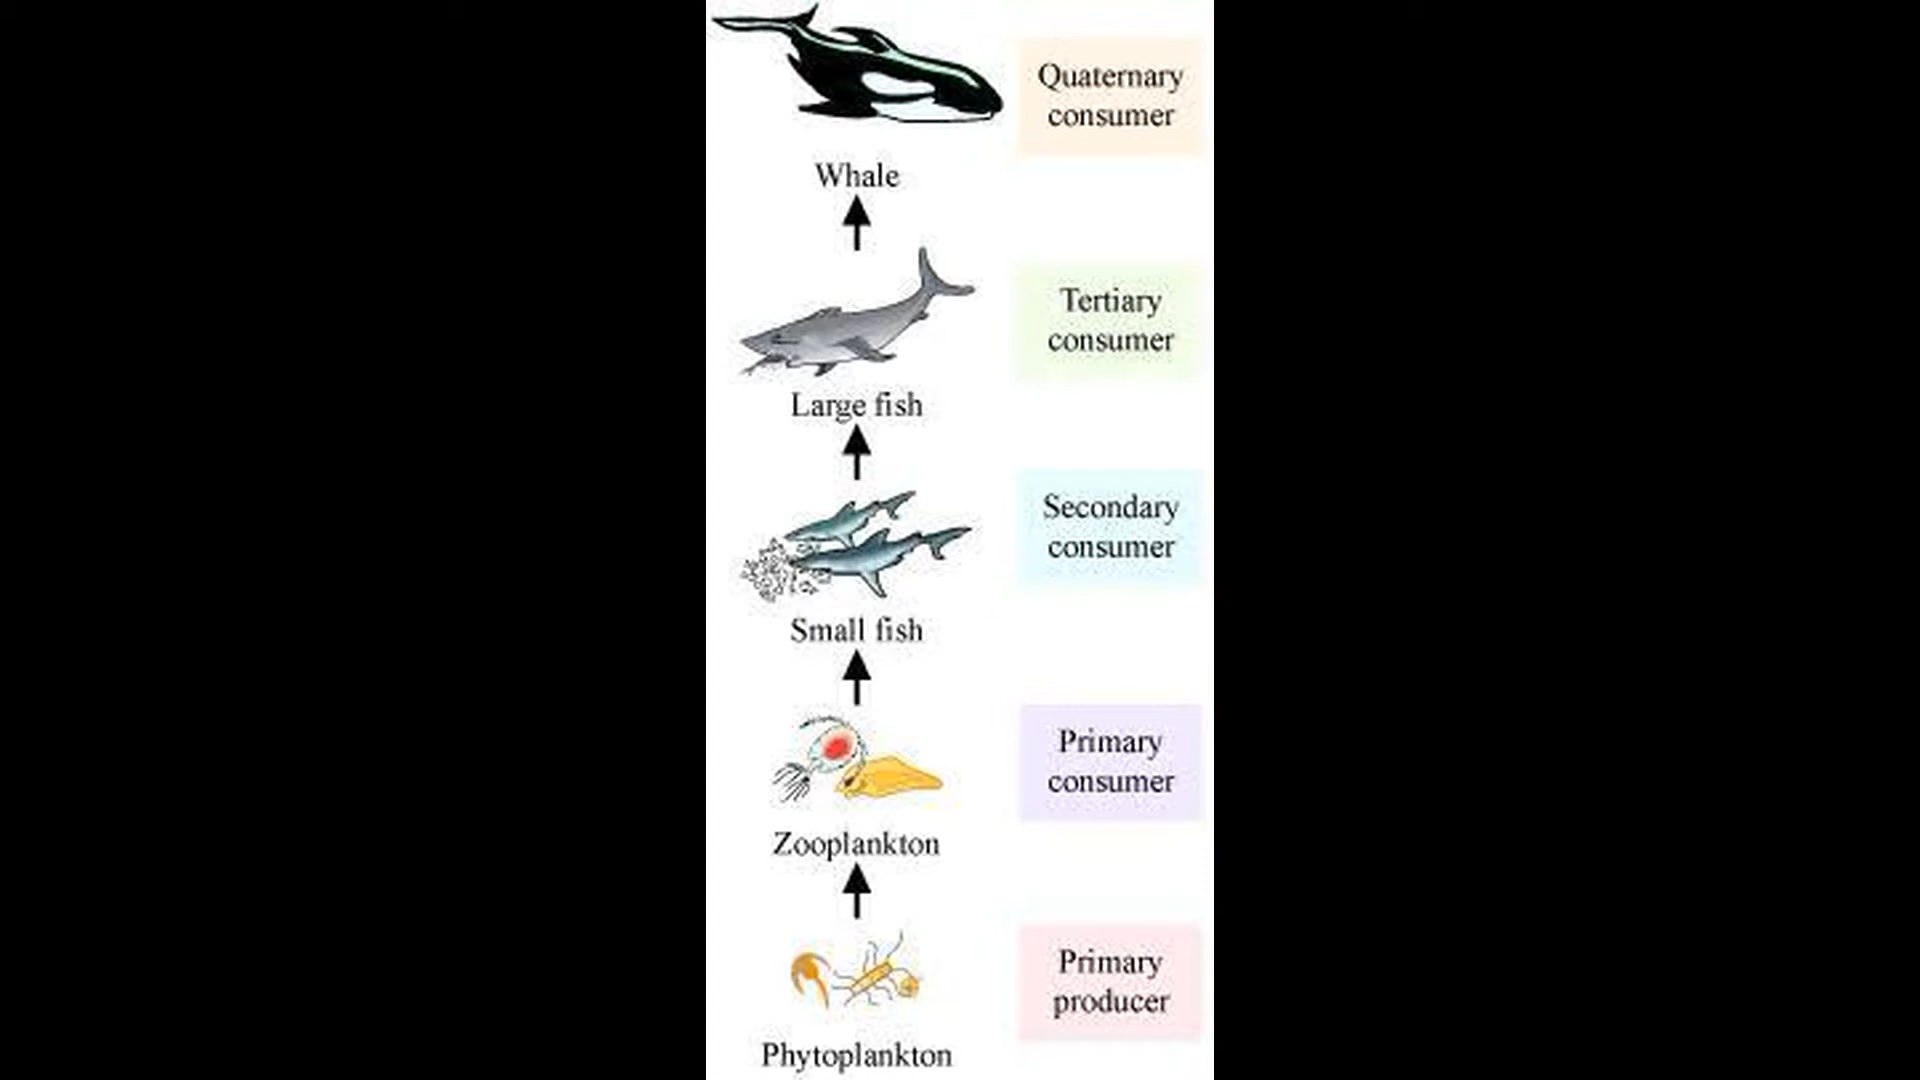 Quaternary
consumer
Whale
Tertiary
consumer
Large fish
Secondary
consumer
Small fish
Primary
consumer
Zooplankton
Primary
producer
Phytoplankton